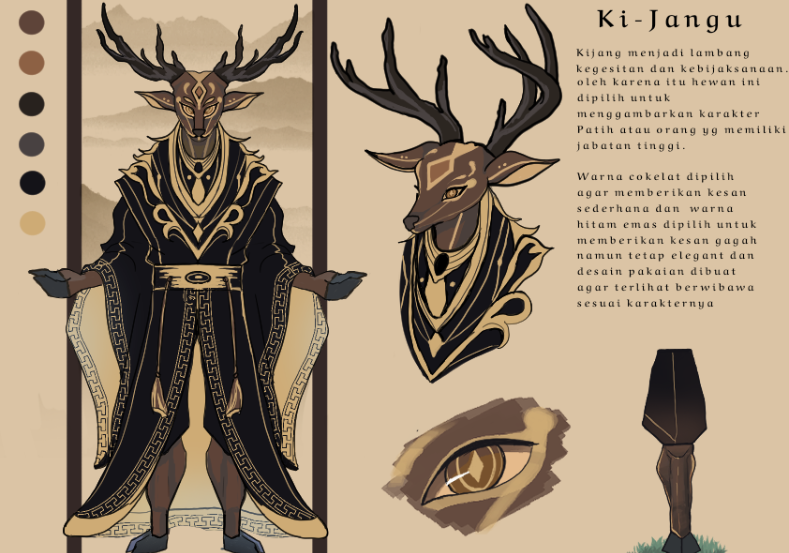 Ki-Jangu
Kijang menjadi lambang
kegesitan dan kebijaksanaan.
oleh karena itu hewan ini
dipilih untuk
menggambarkan karakter
Patih atau orang yg memiliki
jabatan tinggi.
Warna cokelat dipilih
agar memberikan kesan
sederhana dan warna
hitam emas dipilih untuk
memberikan kesan gagah
namun tetap elegant dan
desain pakaian dibuat
agar terlihat berwibawa
sesuai karakternya